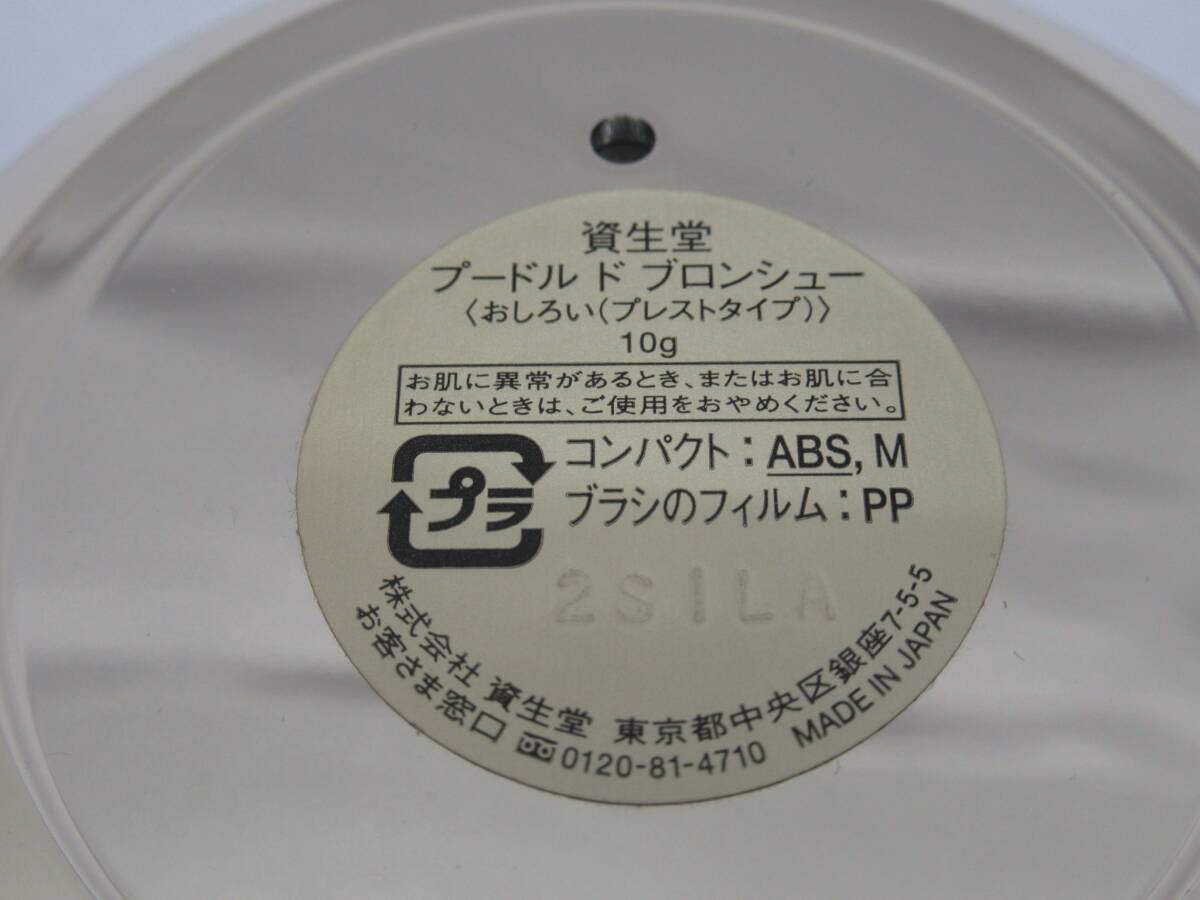 資生堂
プードル ド ブロンシュー
〈おしろい(プレストタイプ)〉
10g
お肌に異常があるとき、またはお肌に合
わないときは、ご使用をおやめください。
プラ
コンパクト：ABS, M
ブラシのフィルム：PP
2SILA
株式会社 資生堂 東京都中央区銀座7-5-5
お客さま窓口 0120-81-4710 MADE IN JAPAN